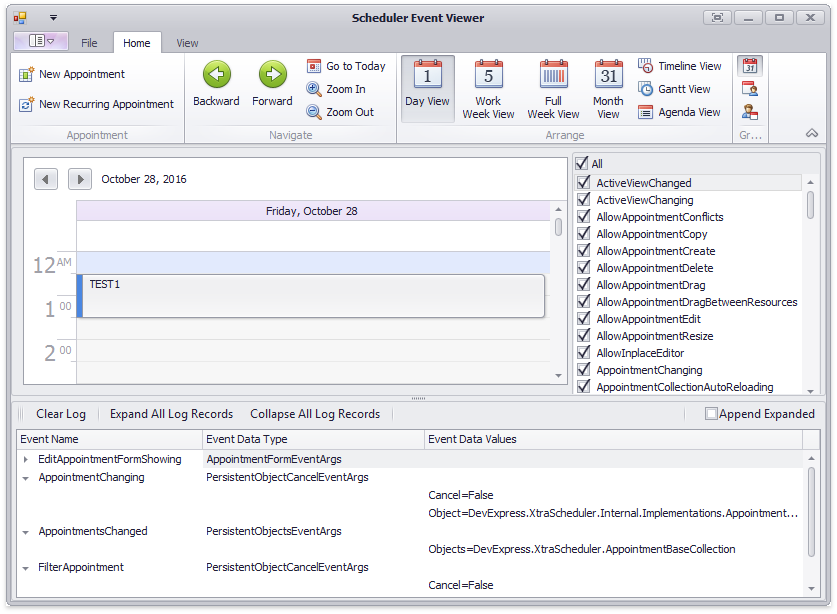 Scheduler Event Viewer
File Home View
New Appointment
New Recurring Appointment
Appointment
Backward
Forward
Go to Today
Zoom In
Zoom Out
Navigate
1
Day View
5
Work
Week View
Full
Week View
31
Month
View
Timeline View
Gantt View
Agenda View
Arrange
31
Gr...
October 28, 2016
Friday, October 28
12 AM
TEST1
1 00
2 00
All
ActiveViewChanged
ActiveViewChanging
AllowAppointmentConflicts
AllowAppointmentCopy
AllowAppointmentCreate
AllowAppointmentDelete
AllowAppointmentDrag
AllowAppointmentDragBetweenResources
AllowAppointmentEdit
AllowAppointmentResize
AllowInplaceEditor
AppointmentChanging
AppointmentCollectionAutoReloading
Clear Log Expand All Log Records Collapse All Log Records Append Expanded
Event Name Event Data Type Event Data Values
EditAppointmentFormShowing AppointmentFormEventArgs
AppointmentChanging PersistentObjectCancelEventArgs
Cancel=False
Object=DevExpress.XtraScheduler.Internal.Implementations.Appointment...
AppointmentsChanged PersistentObjectsEventArgs
Objects=DevExpress.XtraScheduler.AppointmentBaseCollection
FilterAppointment PersistentObjectCancelEventArgs
Cancel=False